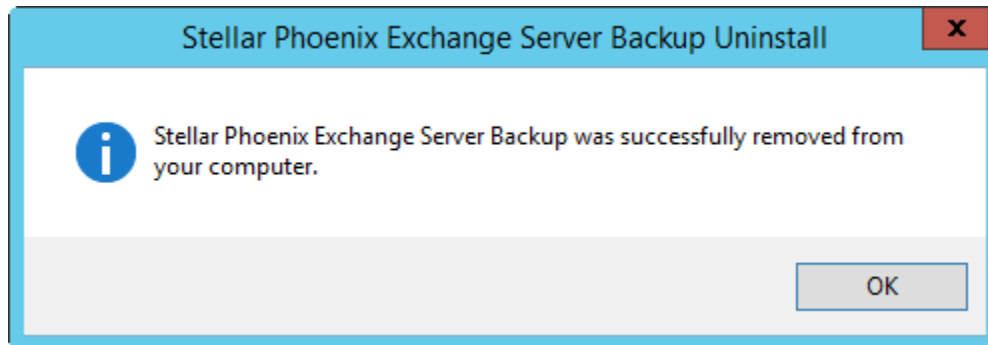 Stellar Phoenix Exchange Server Backup Uninstall
x
Stellar Phoenix Exchange Server Backup was successfully removed from
your computer.
OK